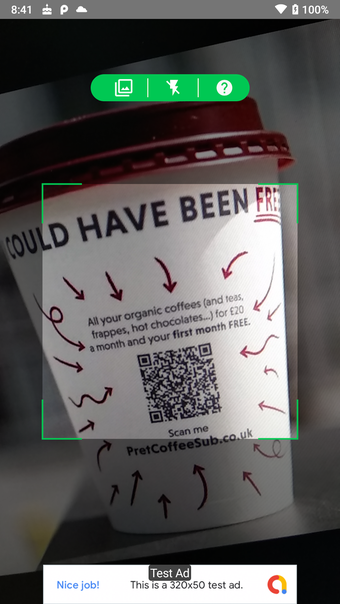 8:41
100%
COULD HAVE BEEN FREE
All your organic coffees (and teas,
frappes, hot chocolates...) for £20
a month and your first month FREE.
Scan me
PretCoffeeSub.co.uk
Test Ad
Nice job!
This is a 320x50 test ad.